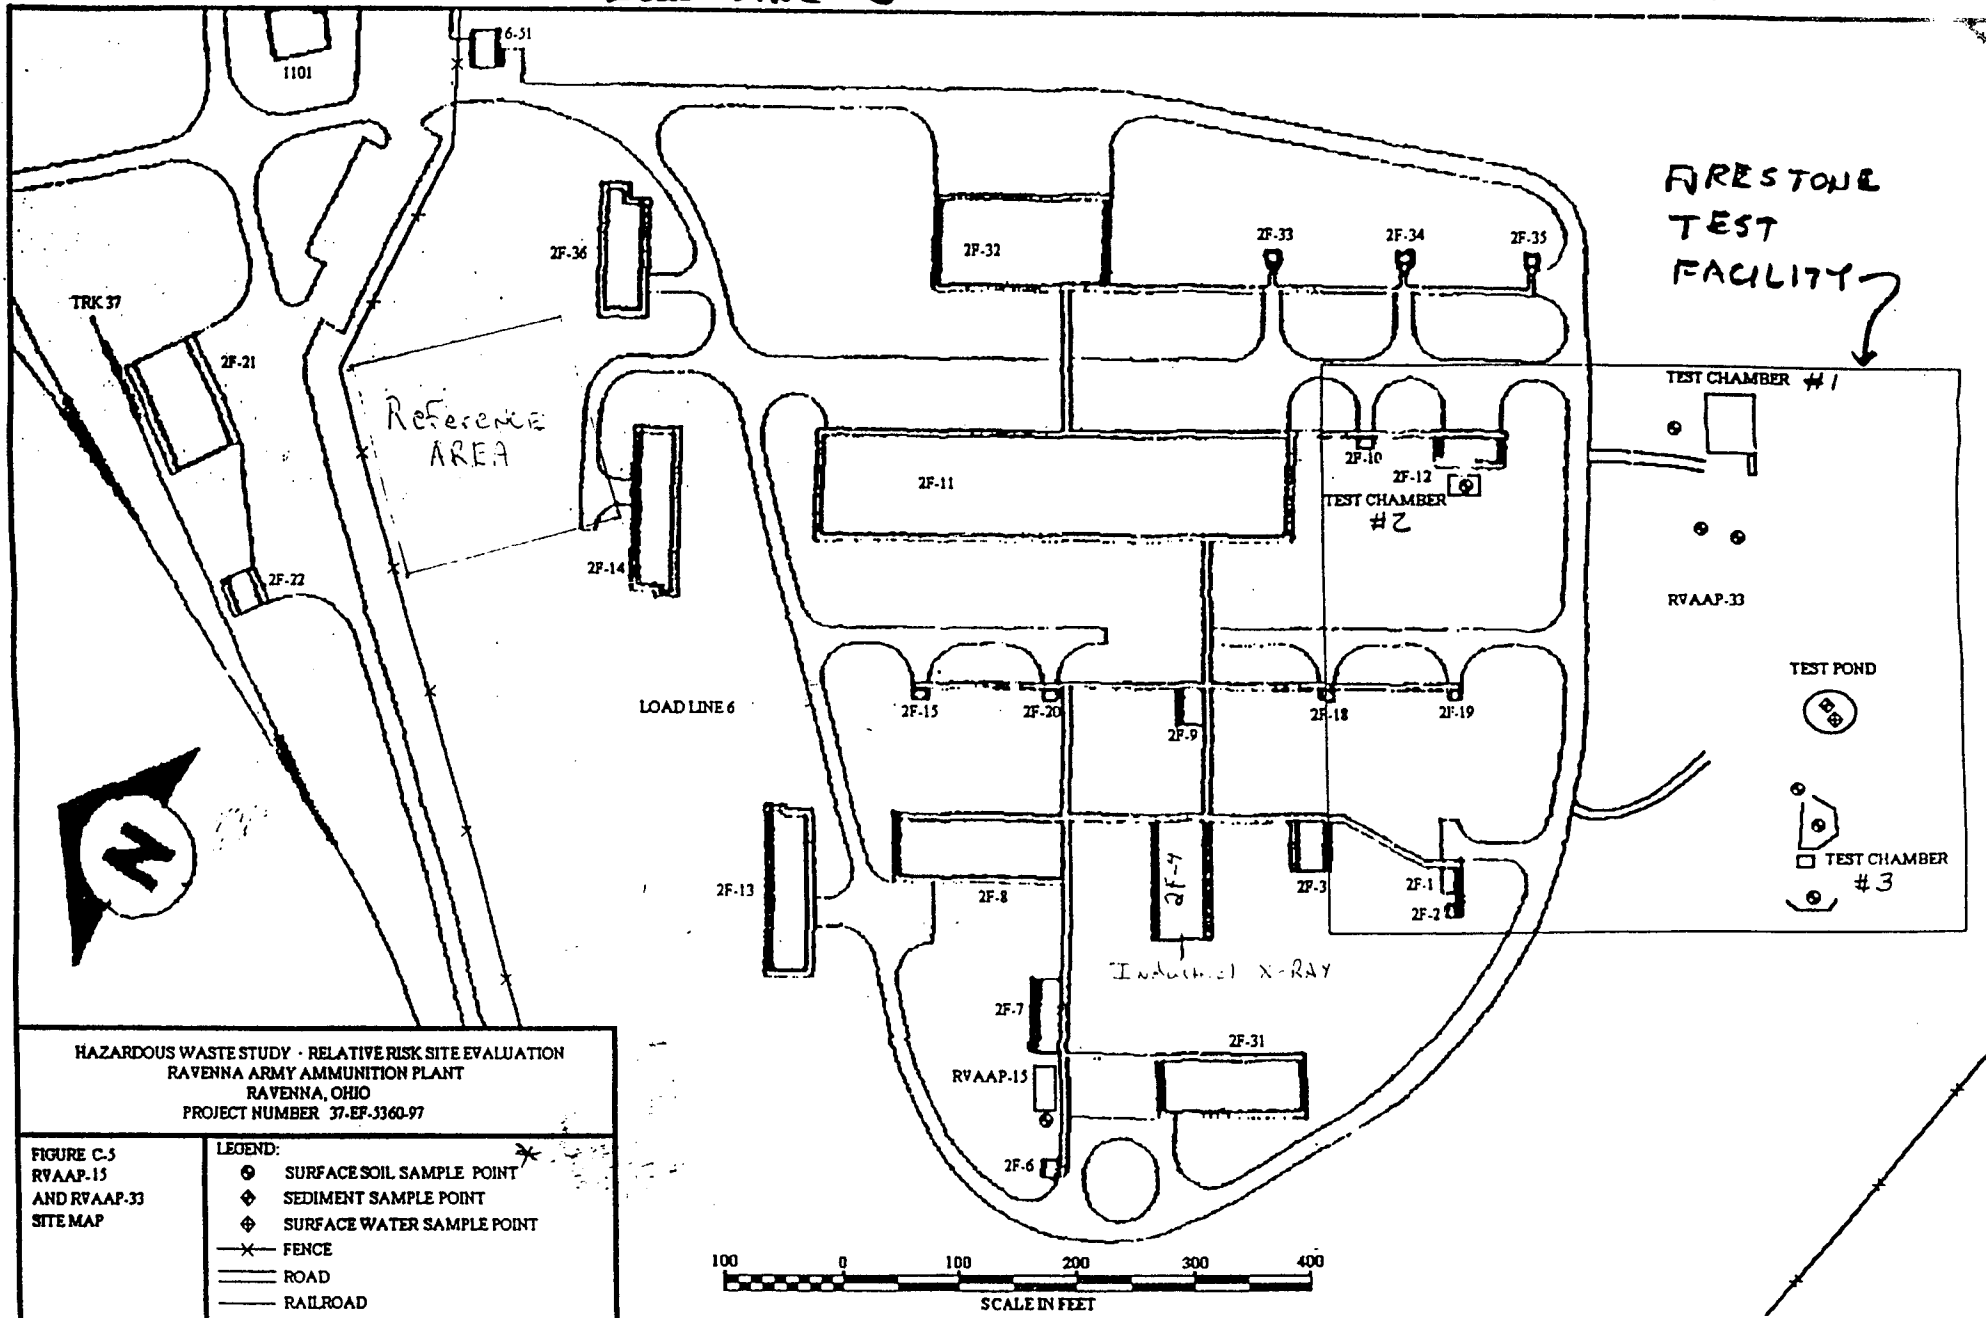 6-51
1101
FIRESTONE
TEST
FACILITY
2F-36
2F-32
2F-33
2F-34
2F-35
TRK 37
2F-21
TEST CHAMBER #1
Reference
AREA
2F-11
2F-10
2F-12
TEST CHAMBER
#2
2F-14
2F-22
RVAAP-33
TEST POND
LOAD LINE 6
2F-15
2F-20
2F-9
2F-18
2F-19
N
2F-13
2F-8
2F-4
2F-3
2F-1
2F-2
TEST CHAMBER
#3
Industrial X-RAY
2F-7
2F-31
RVAAP-15
2F-6
HAZARDOUS WASTE STUDY - RELATIVE RISK SITE EVALUATION
RAVENNA ARMY AMMUNITION PLANT
RAVENNA, OHIO
PROJECT NUMBER 37-EF-5360-97
FIGURE C-5
RVAAP-15
AND RVAAP-33
SITE MAP
LEGEND:
SURFACE SOIL SAMPLE POINT
SEDIMENT SAMPLE POINT
SURFACE WATER SAMPLE POINT
FENCE
ROAD
RAILROAD
100 0 100 200 300 400
SCALE IN FEET